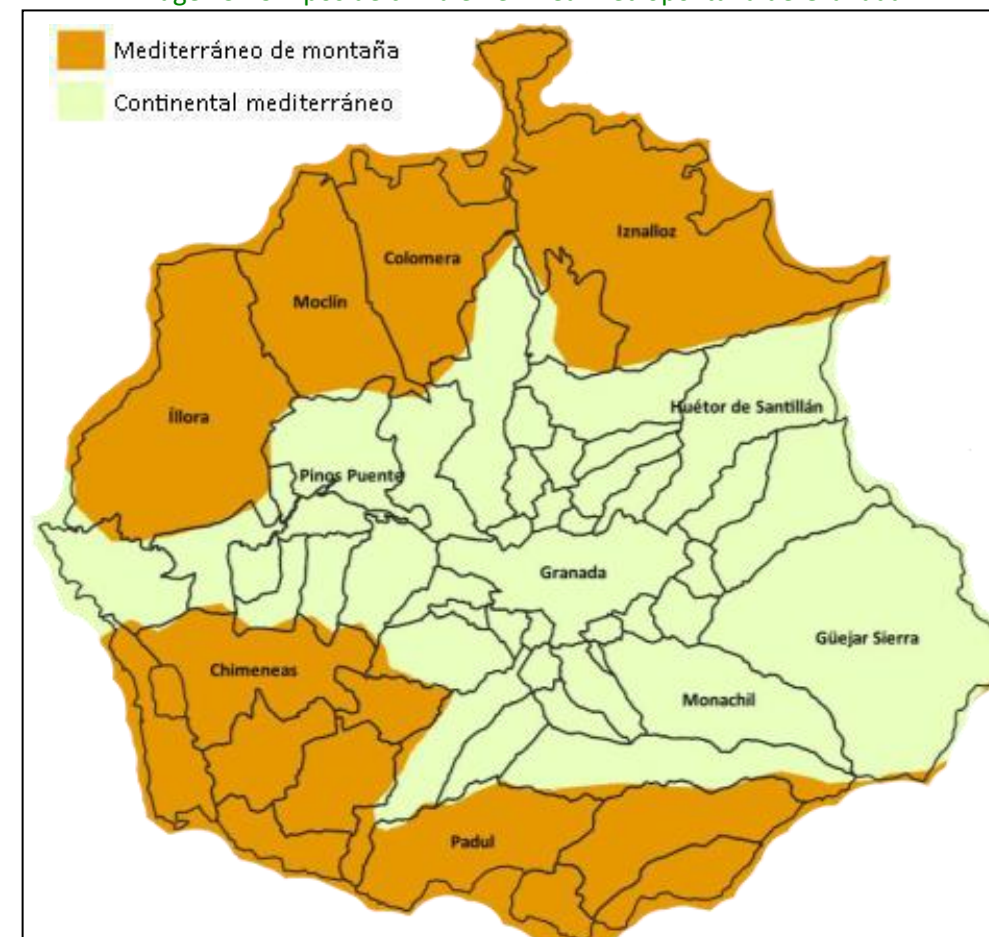 Mediterráneo de montaña
Continental mediterráneo
Iznalloz
Colomera
Moclín
Íllora
Huétor de Santillán
Pinos Puente
Granada
Güejar Sierra
Chimeneas
Monachil
Padul